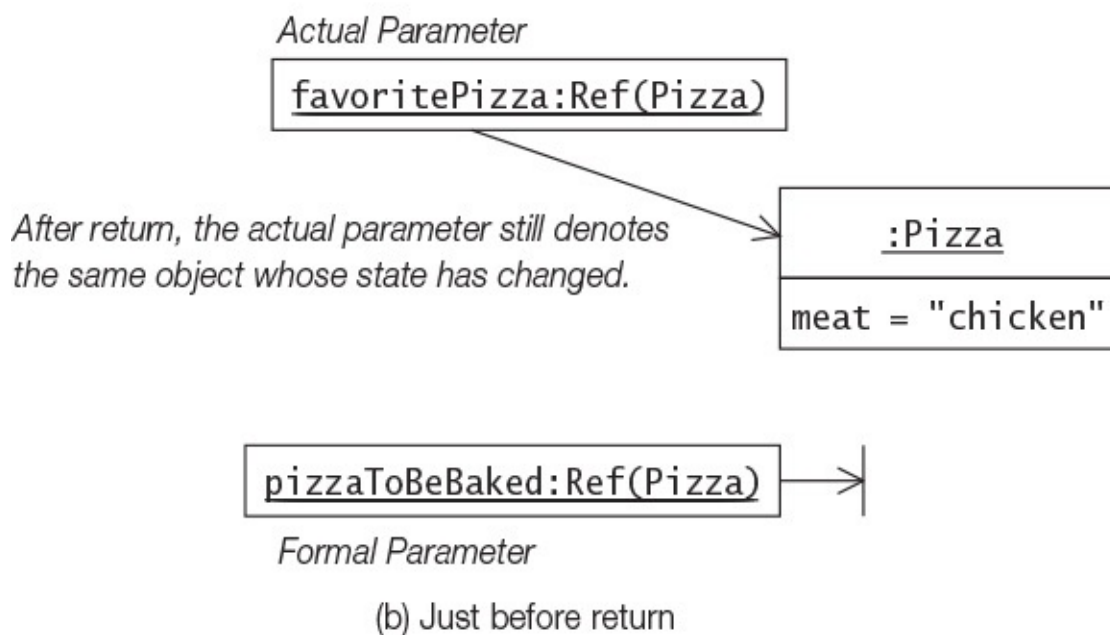 Actual Parameter
favoritePizza:Ref(Pizza)
After return, the actual parameter still denotes
the same object whose state has changed.
:Pizza
meat = "chicken"
pizzaToBeBaked:Ref(Pizza)
Formal Parameter
(b) Just before return